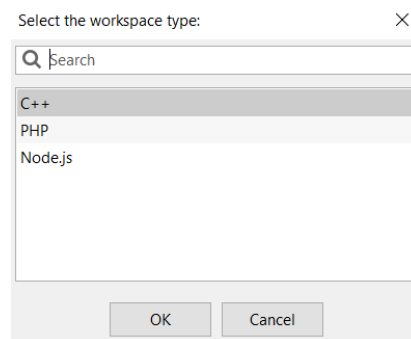 Select the workspace type:
Search
C++
PHP
Node.js
OK Cancel